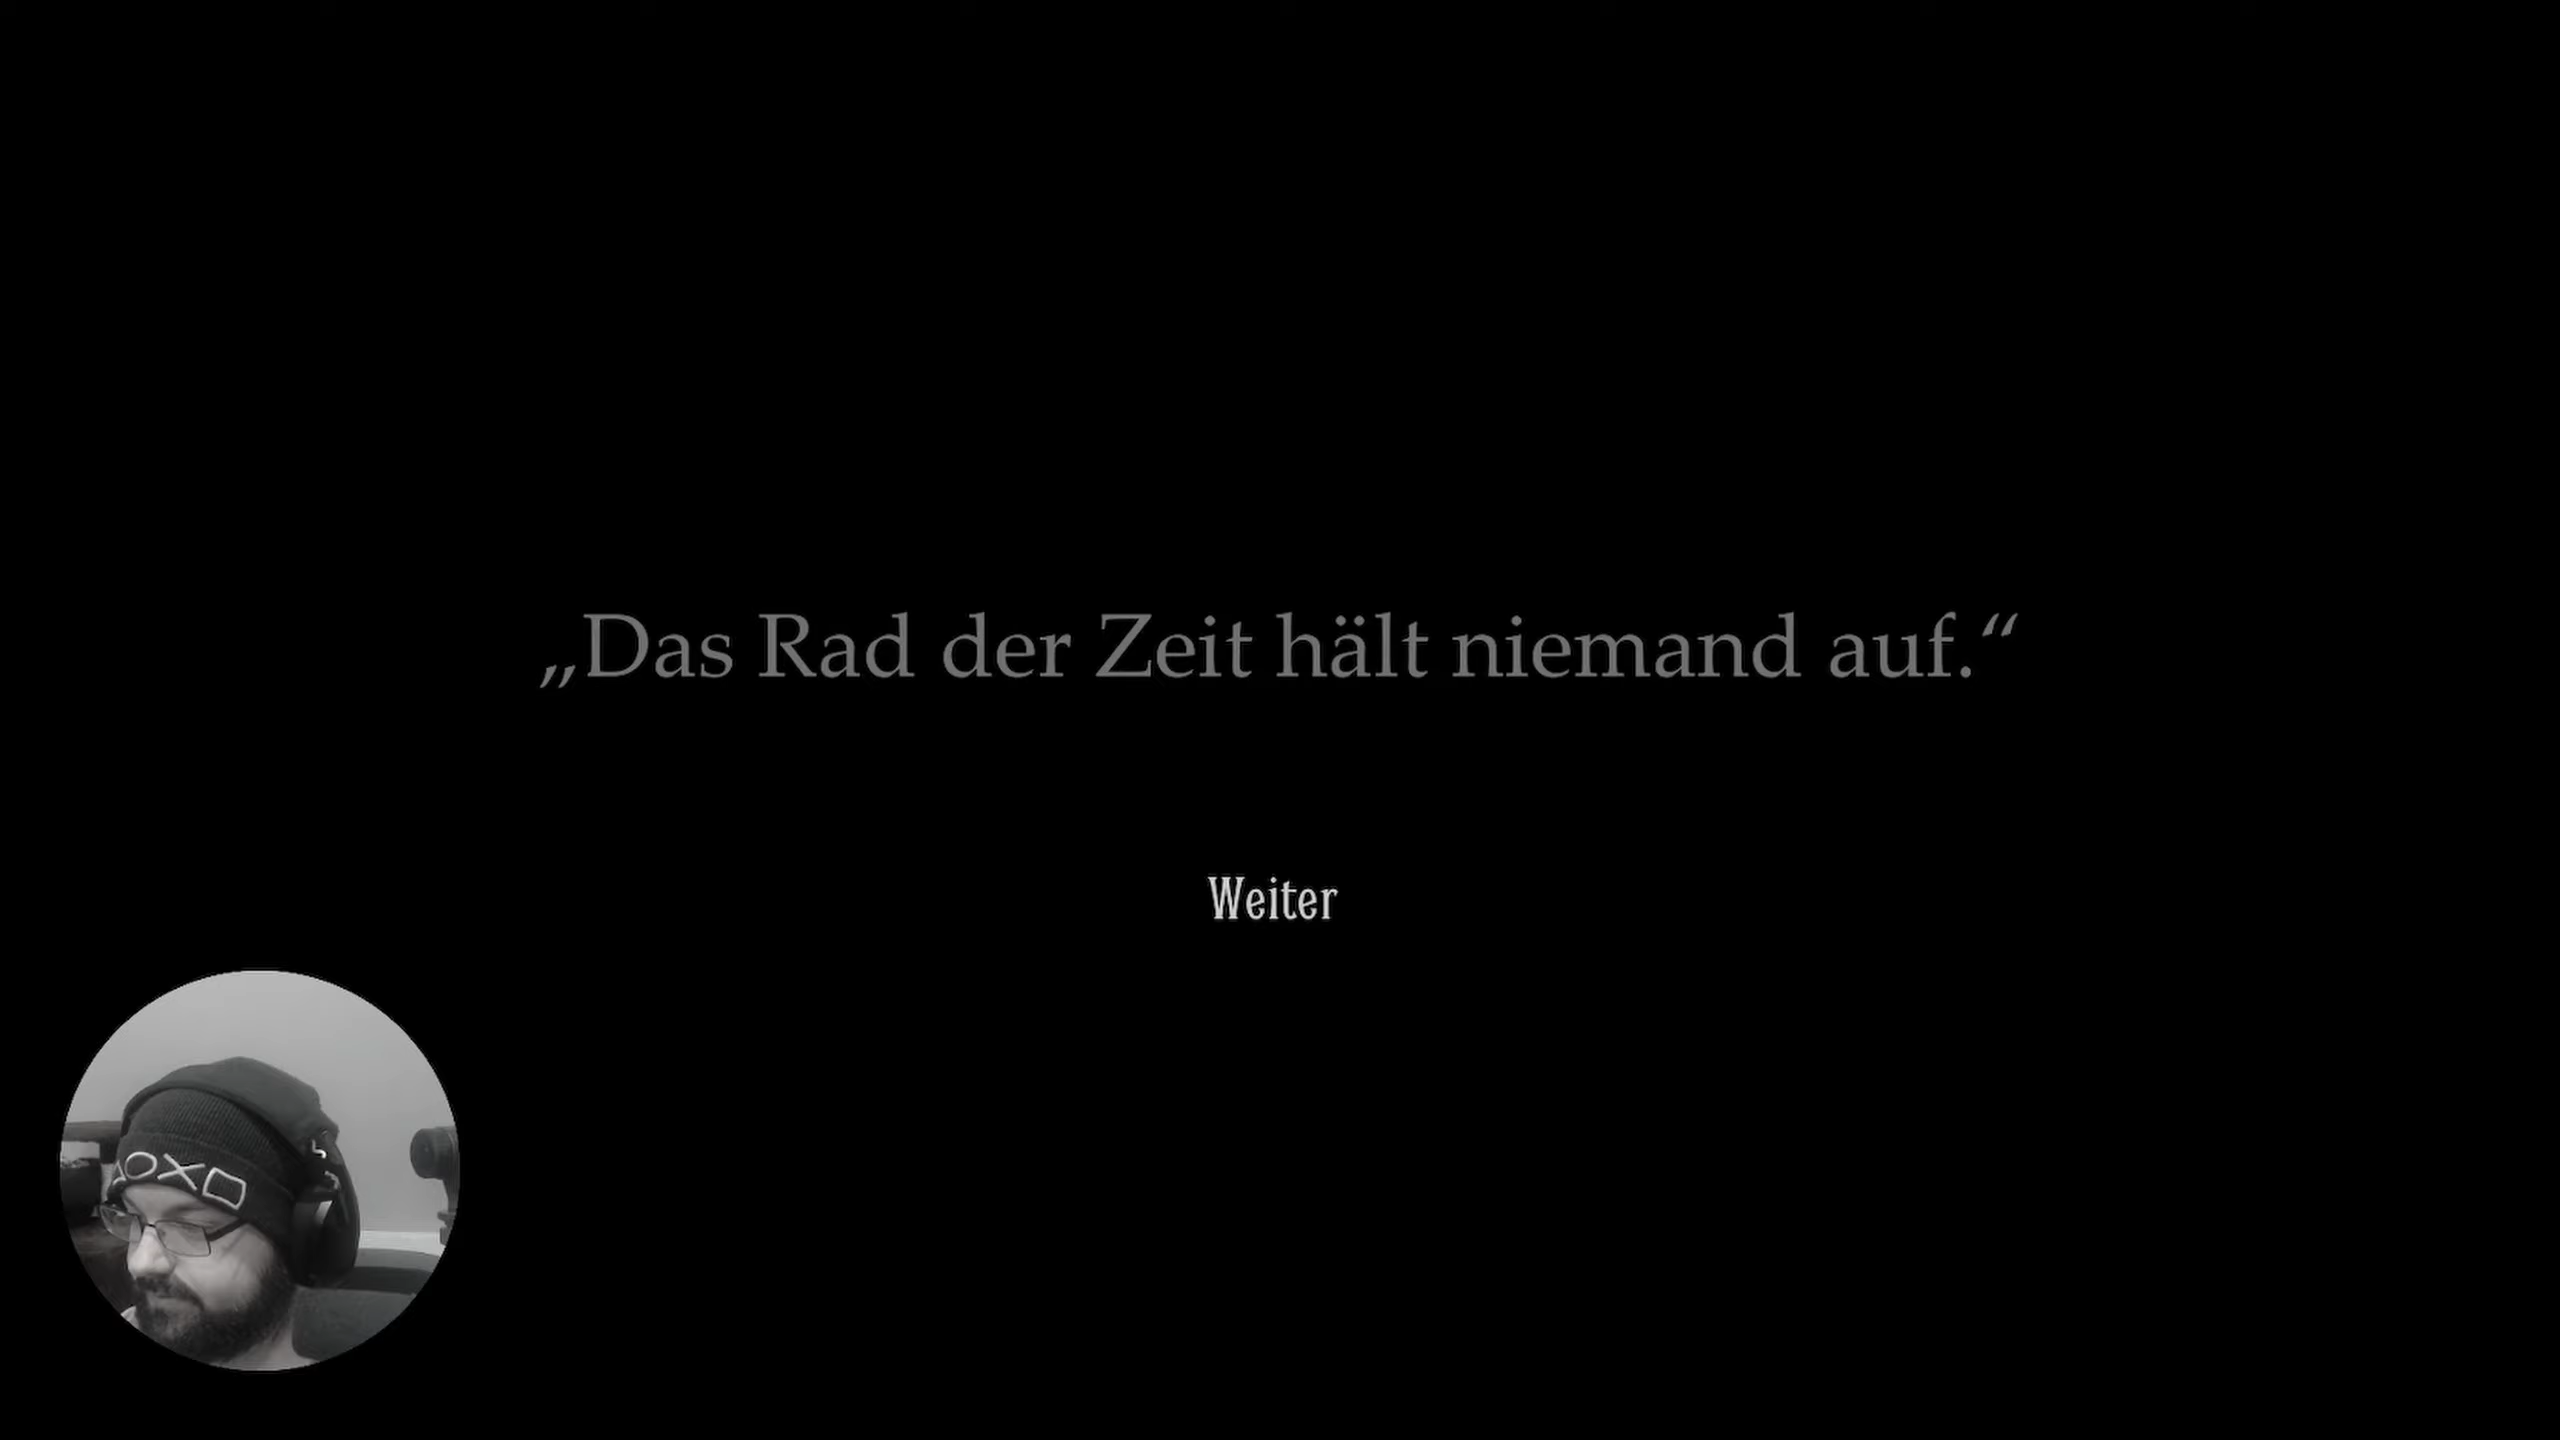 „Das Rad der Zeit hält niemand auf.“
Weiter